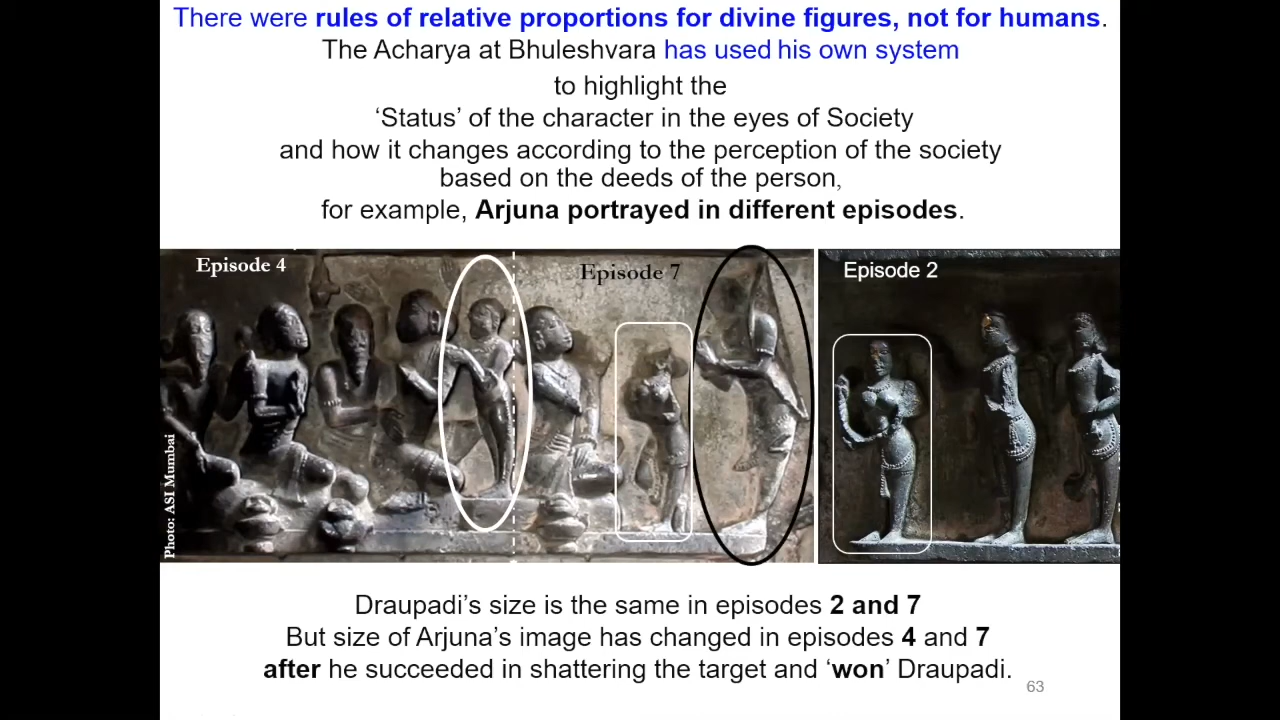 There were rules of relative proportions for divine figures, not for humans.
The Acharya at Bhuleshvara has used his own system
to highlight the
‘Status’ of the character in the eyes of Society
and how it changes according to the perception of the society
based on the deeds of the person,
for example, Arjuna portrayed in different episodes.
Episode 4
Episode 7
Episode 2
Photo: ASI Mumbai
Draupadi’s size is the same in episodes 2 and 7
But size of Arjuna’s image has changed in episodes 4 and 7
after he succeeded in shattering the target and ‘won’ Draupadi.
63